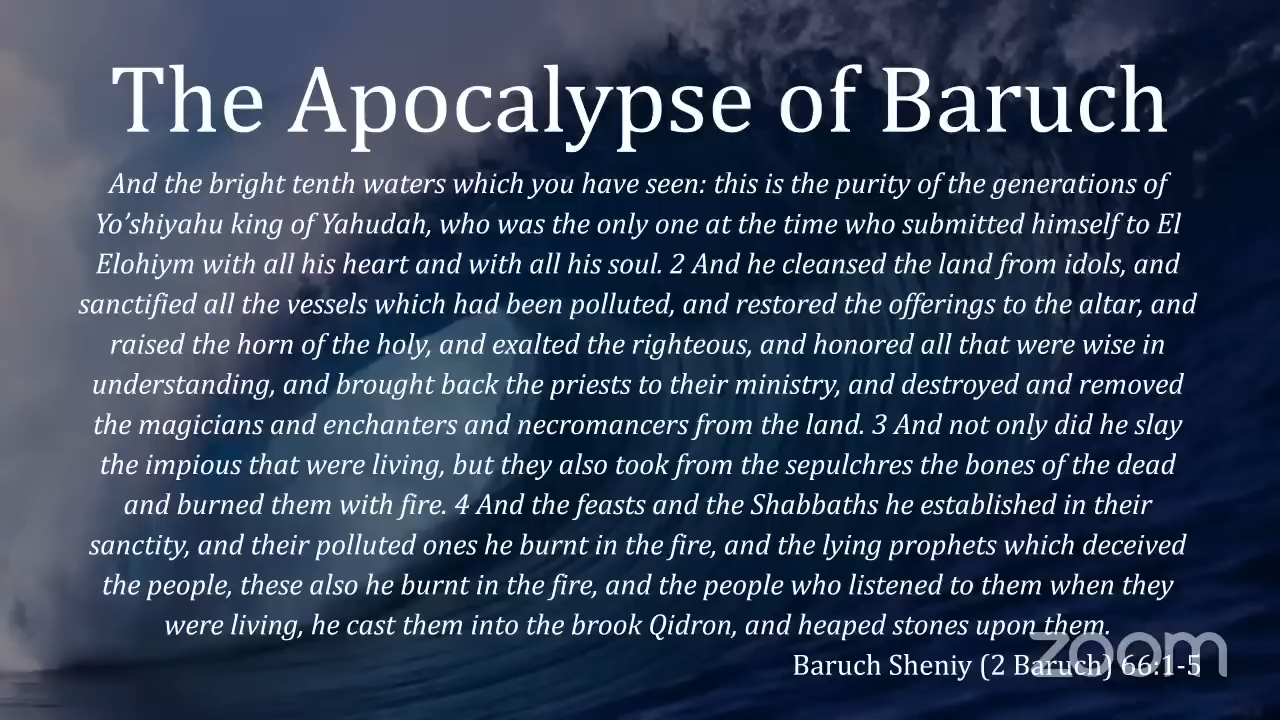 The Apocalypse of Baruch
And the bright tenth waters which you have seen: this is the purity of the generations of
Yo’shiyahu king of Yahudah, who was the only one at the time who submitted himself to El
Elohiym with all his heart and with all his soul. 2 And he cleansed the land from idols, and
sanctified all the vessels which had been polluted, and restored the offerings to the altar, and
raised the horn of the holy, and exalted the righteous, and honored all that were wise in
understanding, and brought back the priests to their ministry, and destroyed and removed
the magicians and enchanters and necromancers from the land. 3 And not only did he slay
the impious that were living, but they also took from the sepulchres the bones of the dead
and burned them with fire. 4 And the feasts and the Shabbaths he established in their
sanctity, and their polluted ones he burnt in the fire, and the lying prophets which deceived
the people, these also he burnt in the fire, and the people who listened to them when they
were living, he cast them into the brook Qidron, and heaped stones upon them.
Baruch Sheniy (2 Baruch) 66:1-5
zoom